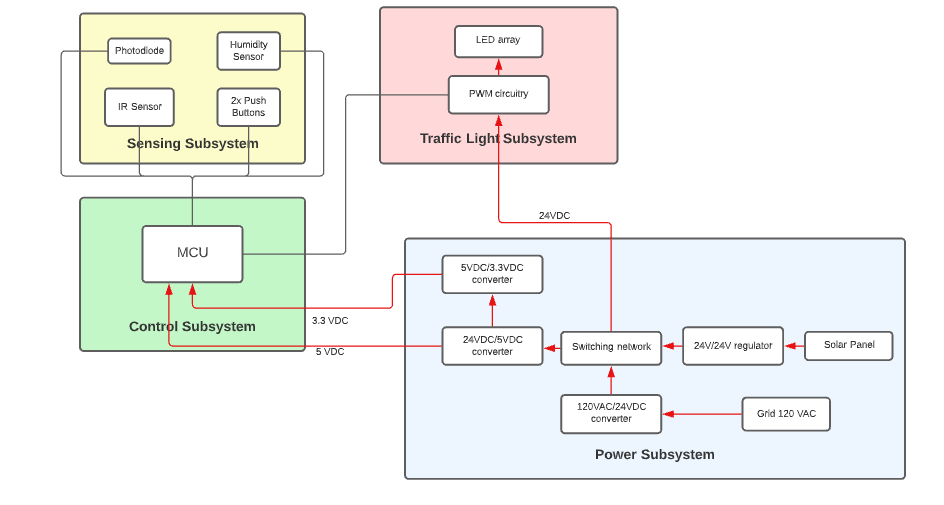 Photodiode
Humidity
Sensor
IR Sensor
2x Push
Buttons
Sensing Subsystem
LED array
PWM circuitry
Traffic Light Subsystem
MCU
Control Subsystem
24VDC
3.3 VDC
5 VDC
5VDC/3.3VDC
converter
24VDC/5VDC
converter
Switching network
24V/24V regulator
Solar Panel
120VAC/24VDC
converter
Grid 120 VAC
Power Subsystem